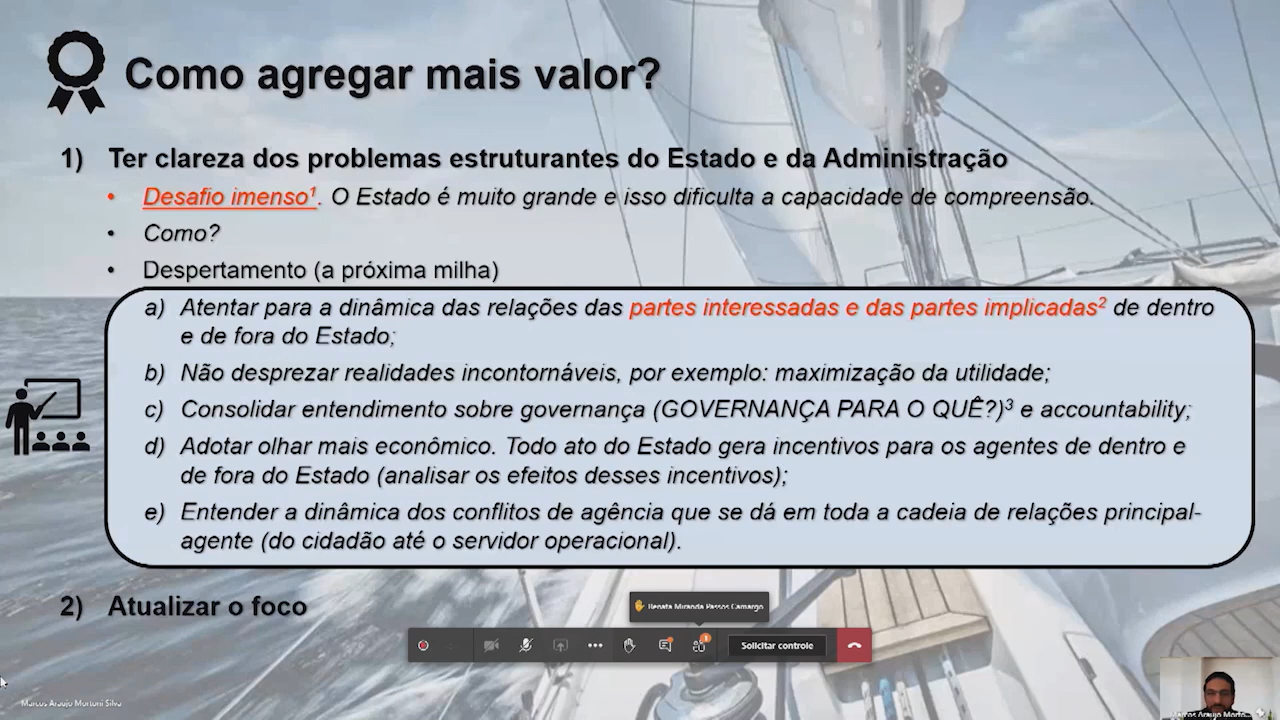 Como agregar mais valor?
1) Ter clareza dos problemas estruturantes do Estado e da Administração
• Desafio imenso¹. O Estado é muito grande e isso dificulta a capacidade de compreensão.
• Como?
• Despertamento (a próxima milha)
a) Atentar para a dinâmica das relações das partes interessadas e das partes implicadas² de dentro
e de fora do Estado;
b) Não desprezar realidades incontornáveis, por exemplo: maximização da utilidade;
c) Consolidar entendimento sobre governança (GOVERNANÇA PARA O QUÊ?)³ e accountability;
d) Adotar olhar mais econômico. Todo ato do Estado gera incentivos para os agentes de dentro e
de fora do Estado (analisar os efeitos desses incentivos);
e) Entender a dinâmica dos conflitos de agência que se dá em toda a cadeia de relações principal-
agente (do cidadão até o servidor operacional).
2) Atualizar o foco
Renata Miranda Passos Camargo
1
Solicitar controle
Marcos Araujo Mortoni Silva
Marcos Araujo Morto...